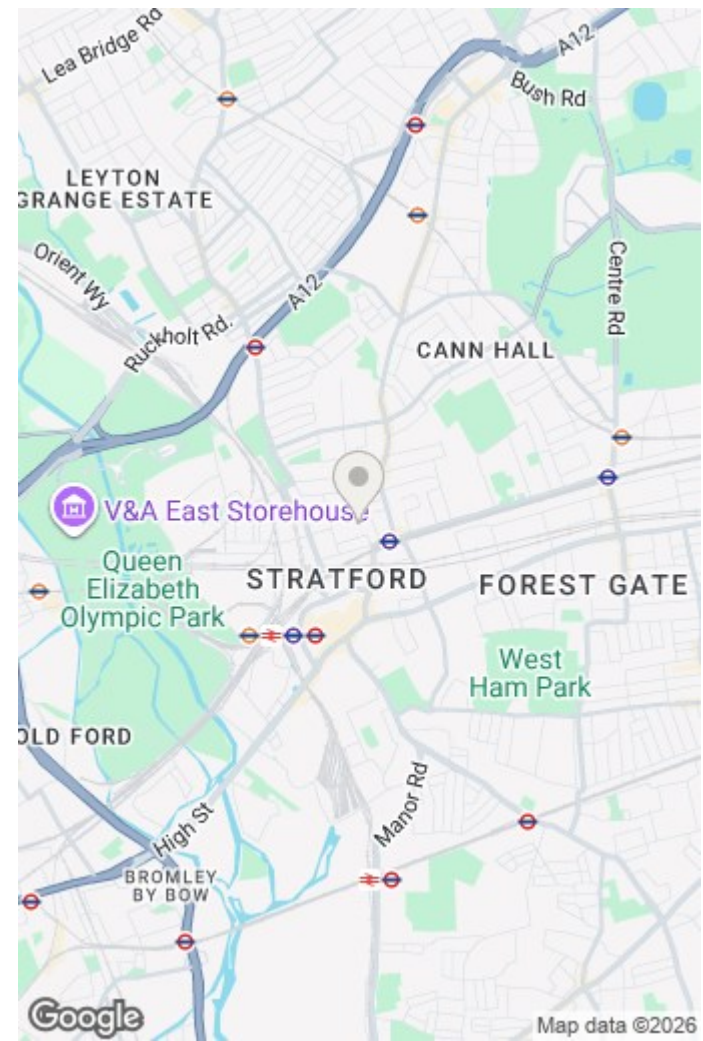 Lea Bridge Rd
A12
Bush Rd
LEYTON
GRANGE ESTATE
Orient Wy
Centre Rd
A12
Ruckholt Rd.
CANN HALL
V&A East Storehouse
Queen
Elizabeth
Olympic Park
STRATFORD
FOREST GATE
West
Ham Park
OLD FORD
Manor Rd
High St
BROMLEY
BY BOW
Google
Map data ©2026